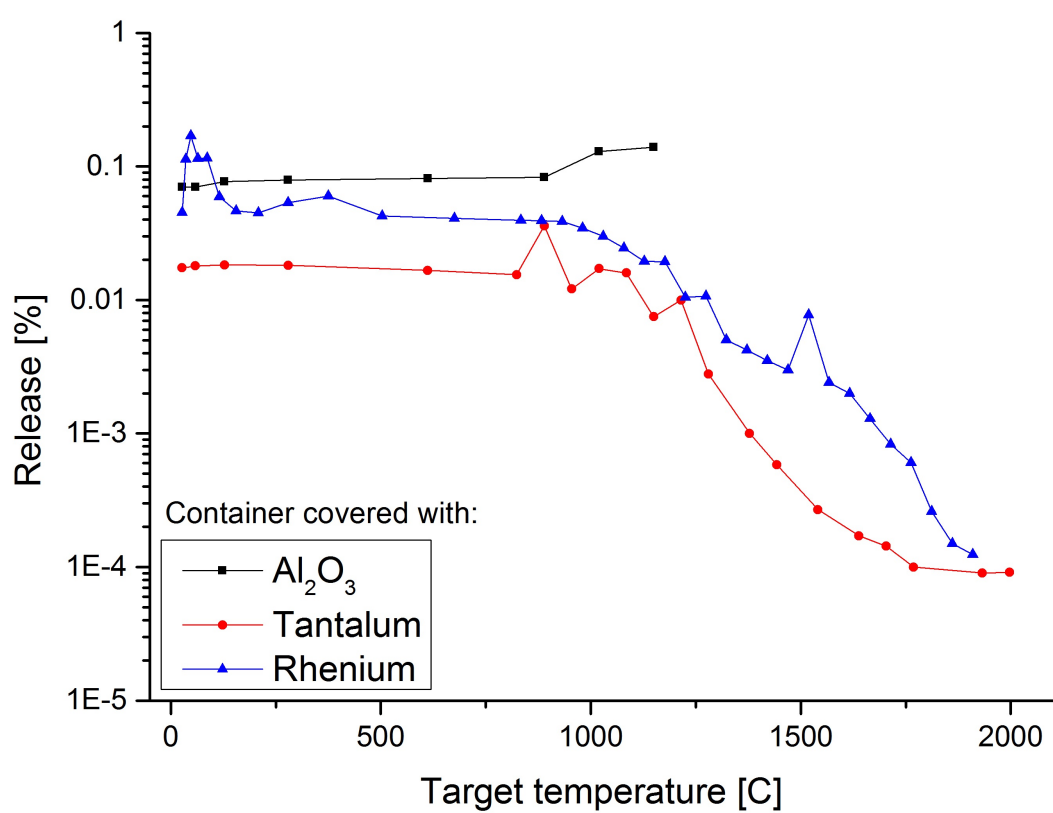 1
0.1
0.01
1E-3
1E-4
1E-5
Release [%]
Container covered with:
Al₂O₃
Tantalum
Rhenium
0 500 1000 1500 2000
Target temperature [C]